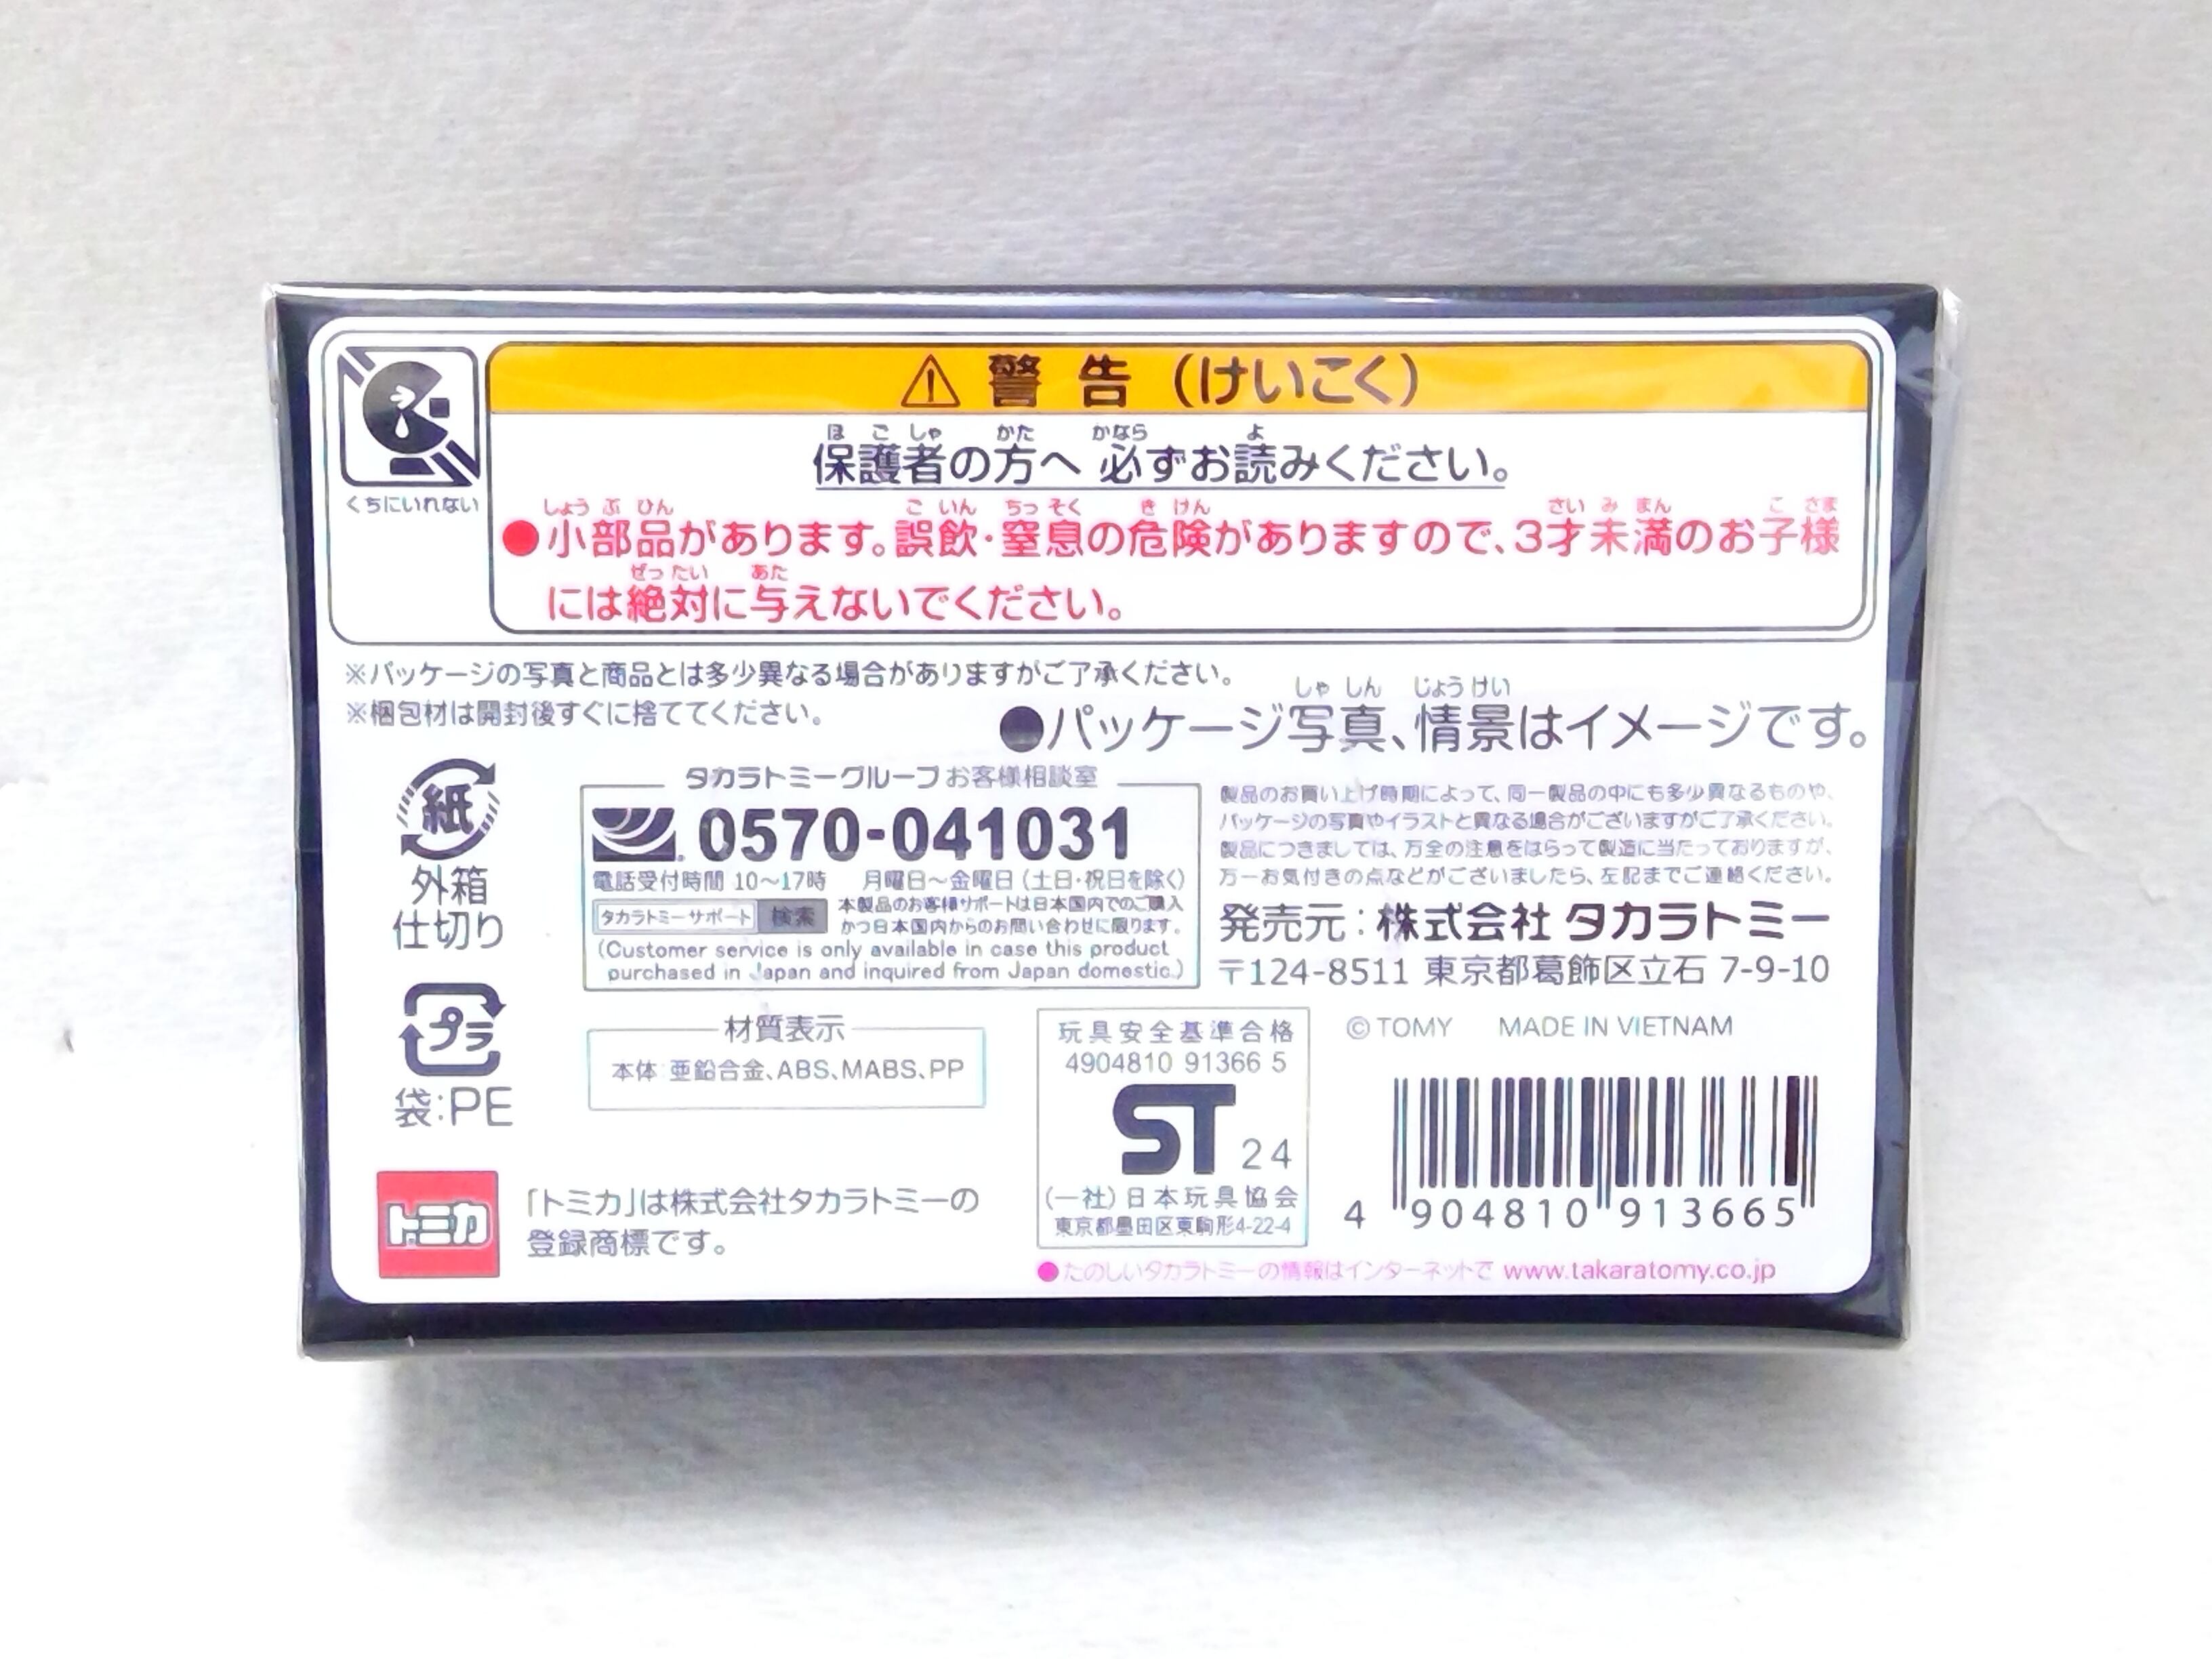 警告（けいこく）
保護者の方へ 必ずお読みください。
ほ ご しゃ かた かなら よ
くちにいれない
●小部品があります。誤飲・窒息の危険がありますので、3才未満のお子様
しょう ぶ ひん ご いん ちっ そく き けん さい み まん こ さま
には絶対に与えないでください。
ぜっ たい あた
※パッケージの写真と商品とは多少異なる場合がありますがご了承ください。
※梱包材は開封後すぐに捨ててください。
●パッケージ写真、情景はイメージです。
しゃ しん じょう けい
紙
外箱
仕切り
プラ
袋:PE
タカラトミーグループお客様相談室
0570-041031
電話受付時間 10～17時 月曜日～金曜日（土日・祝日を除く）
タカラトミーサポート 検索
本製品のお客様サポートは日本国内でのご購入
かつ日本国内からのお問い合わせに限ります。
(Customer service is only available in case this product
purchased in Japan and inquired from Japan domestic.)
製品のお買い上げ時期によって、同一製品の中にも多少異なるものや、
パッケージの写真やイラストと異なる場合がございますがご了承ください。
製品につきましては、万全の注意をはらって製造に当たっておりますが、
万一お気付きの点などがございましたら、左記までご連絡ください。
発売元：株式会社 タカラトミー
〒124-8511 東京都葛飾区立石 7-9-10
材質表示
本体:亜鉛合金、ABS、MABS、PP
玩具安全基準合格
4904810 91366 5
ST 24
（一社）日本玩具協会
東京都墨田区東駒形4-22-4
© TOMY MADE IN VIETNAM
4 904810 913665
トミカ
「トミカ」は株式会社タカラトミーの
登録商標です。
●たのしいタカラトミーの情報はインターネットで www.takaratomy.co.jp